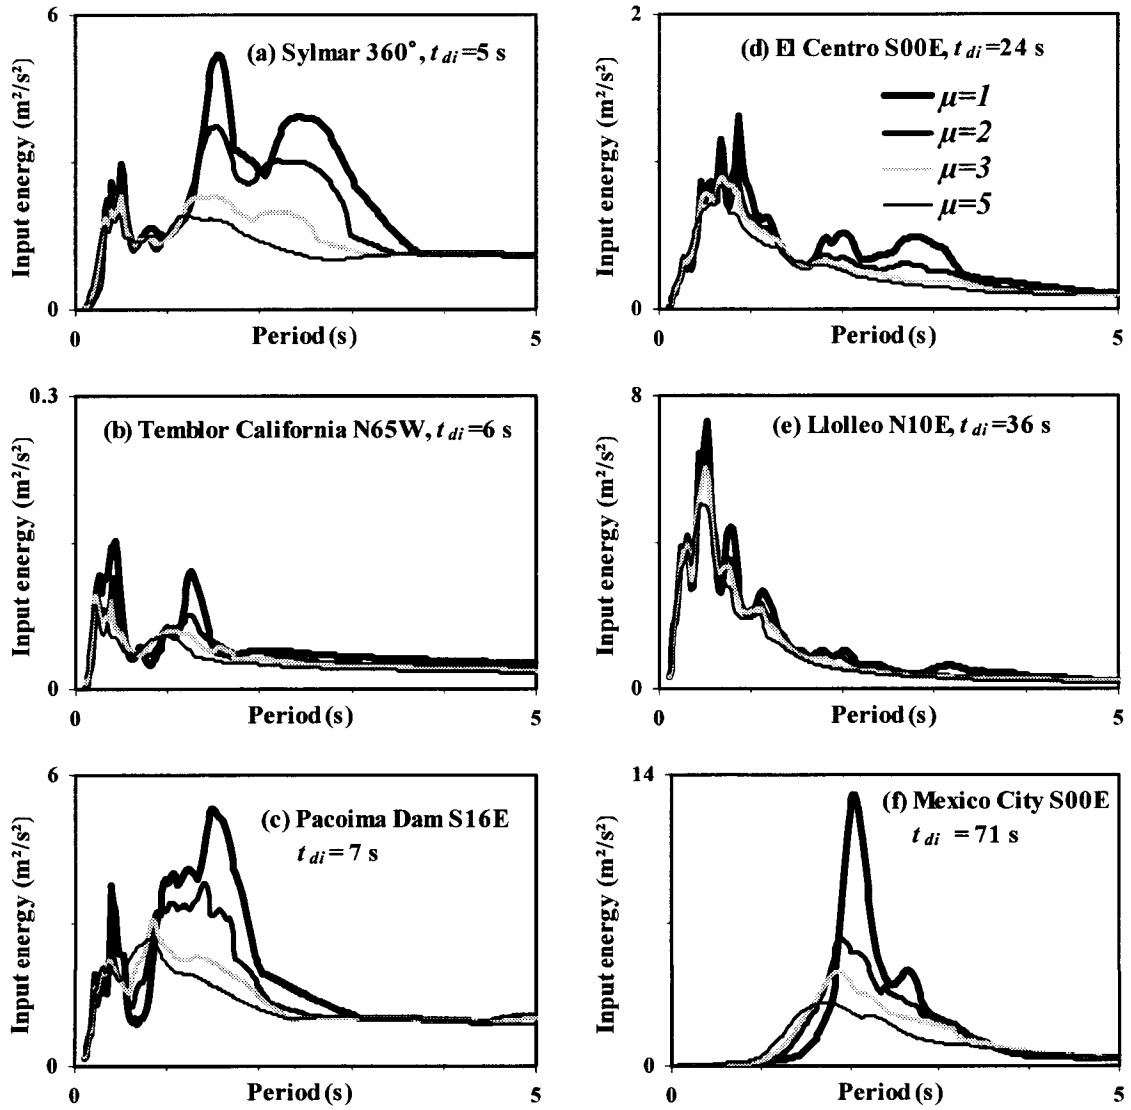 6
(a) Sylmar 360°, t di=5 s
Input energy (m²/s²)
0
0
Period (s)
5
2
(d) El Centro S00E, t di=24 s
μ=1
μ=2
μ=3
μ=5
Input energy (m²/s²)
0
0
Period (s)
5
0.3
(b) Temblor California N65W, t di=6 s
Input energy (m²/s²)
0
0
Period (s)
5
8
(e) Llolleo N10E, t di=36 s
Input energy (m²/s²)
0
0
Period (s)
5
6
(c) Pacoima Dam S16E
t di= 7 s
Input energy (m²/s²)
0
0
Period (s)
5
14
(f) Mexico City S00E
t di = 71 s
Input energy (m²/s²)
0
0
Period (s)
5